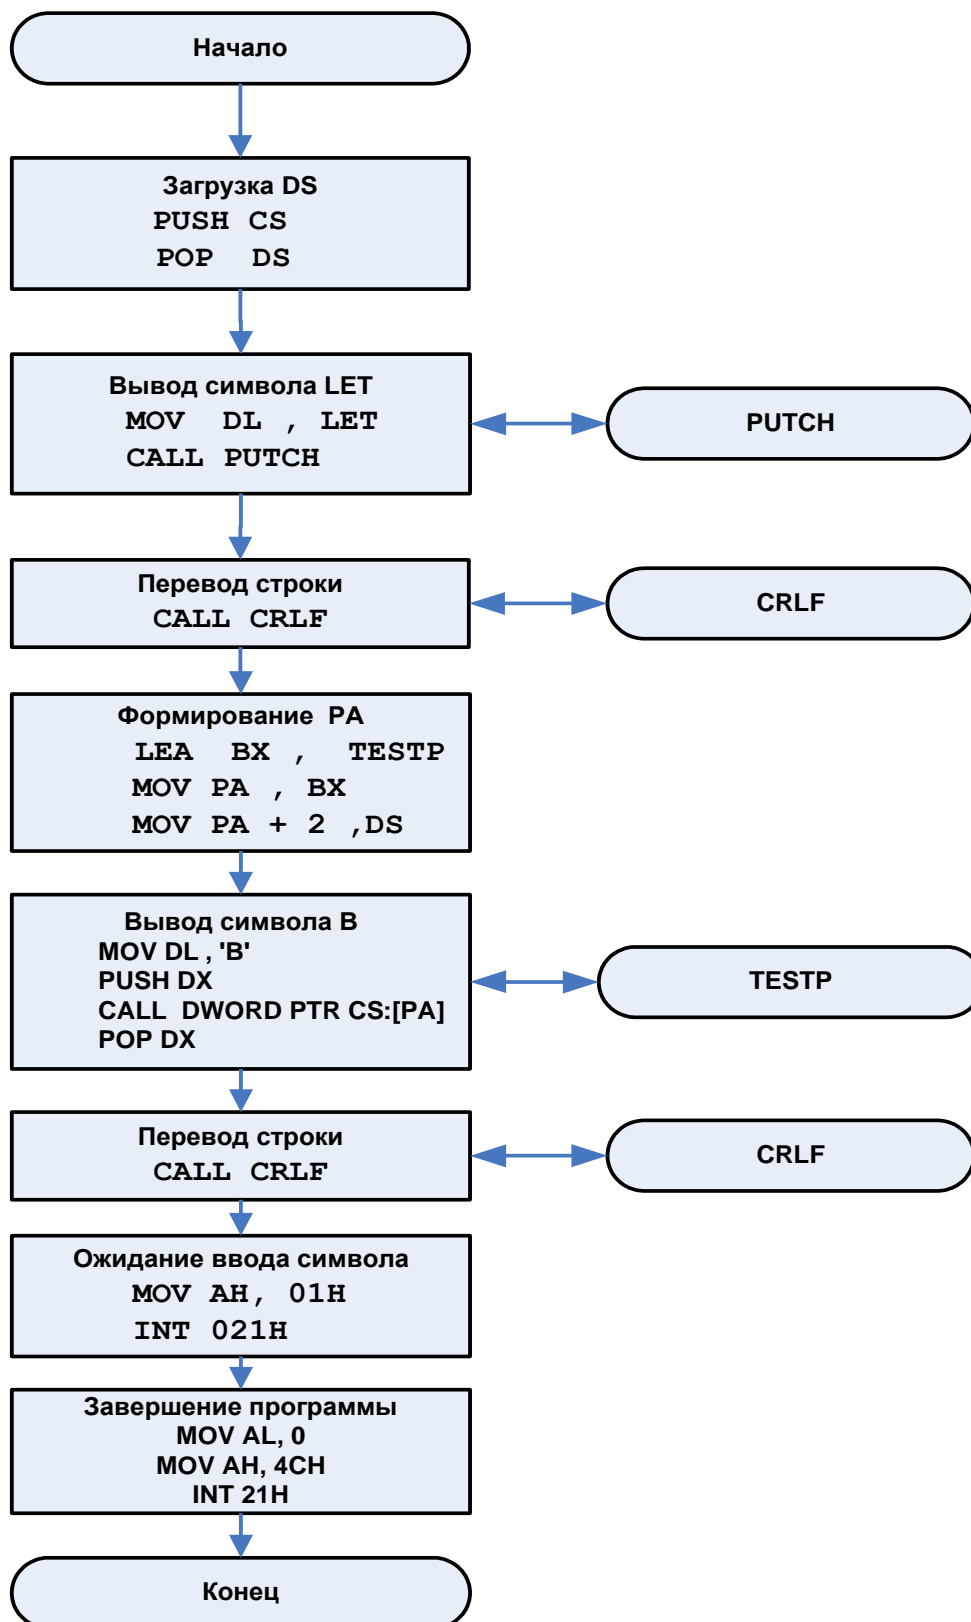 Начало
Загрузка DS
PUSH CS
POP DS
Вывод символа LET
MOV DL , LET
CALL PUTCH
PUTCH
Перевод строки
CALL CRLF
CRLF
Формирование PA
LEA BX , TESTP
MOV PA , BX
MOV PA + 2 ,DS
Вывод символа B
MOV DL , 'B'
PUSH DX
CALL DWORD PTR CS:[PA]
POP DX
TESTP
Перевод строки
CALL CRLF
CRLF
Ожидание ввода символа
MOV AH, 01H
INT 021H
Завершение программы
MOV AL, 0
MOV AH, 4CH
INT 21H
Конец